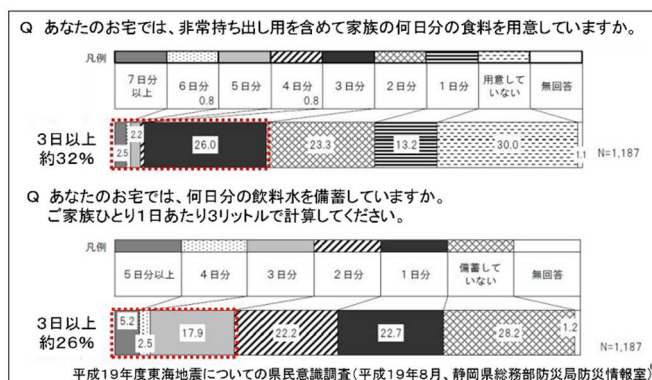 Q あなたのお宅では、非常持ち出し用を含めて家族の何日分の食料を用意していますか。
凡例
7日分以上 6日分 5日分 4日分 3日分 2日分 1日分 用意していない 無回答
0.8 0.8
3日以上
約32%
2.5 2.2 26.0 23.3 13.2 30.0 1.1 N=1,187
Q あなたのお宅では、何日分の飲料水を備蓄していますか。
ご家族ひとり1日あたり3リットルで計算してください。
凡例
5日分以上 4日分 3日分 2日分 1日分 備蓄していない 無回答
3日以上
約26%
5.2 2.5 17.9 22.2 22.7 28.2 1.2 N=1,187
平成19年度東海地震についての県民意識調査(平成19年8月、静岡県総務部防災局防災情報室)